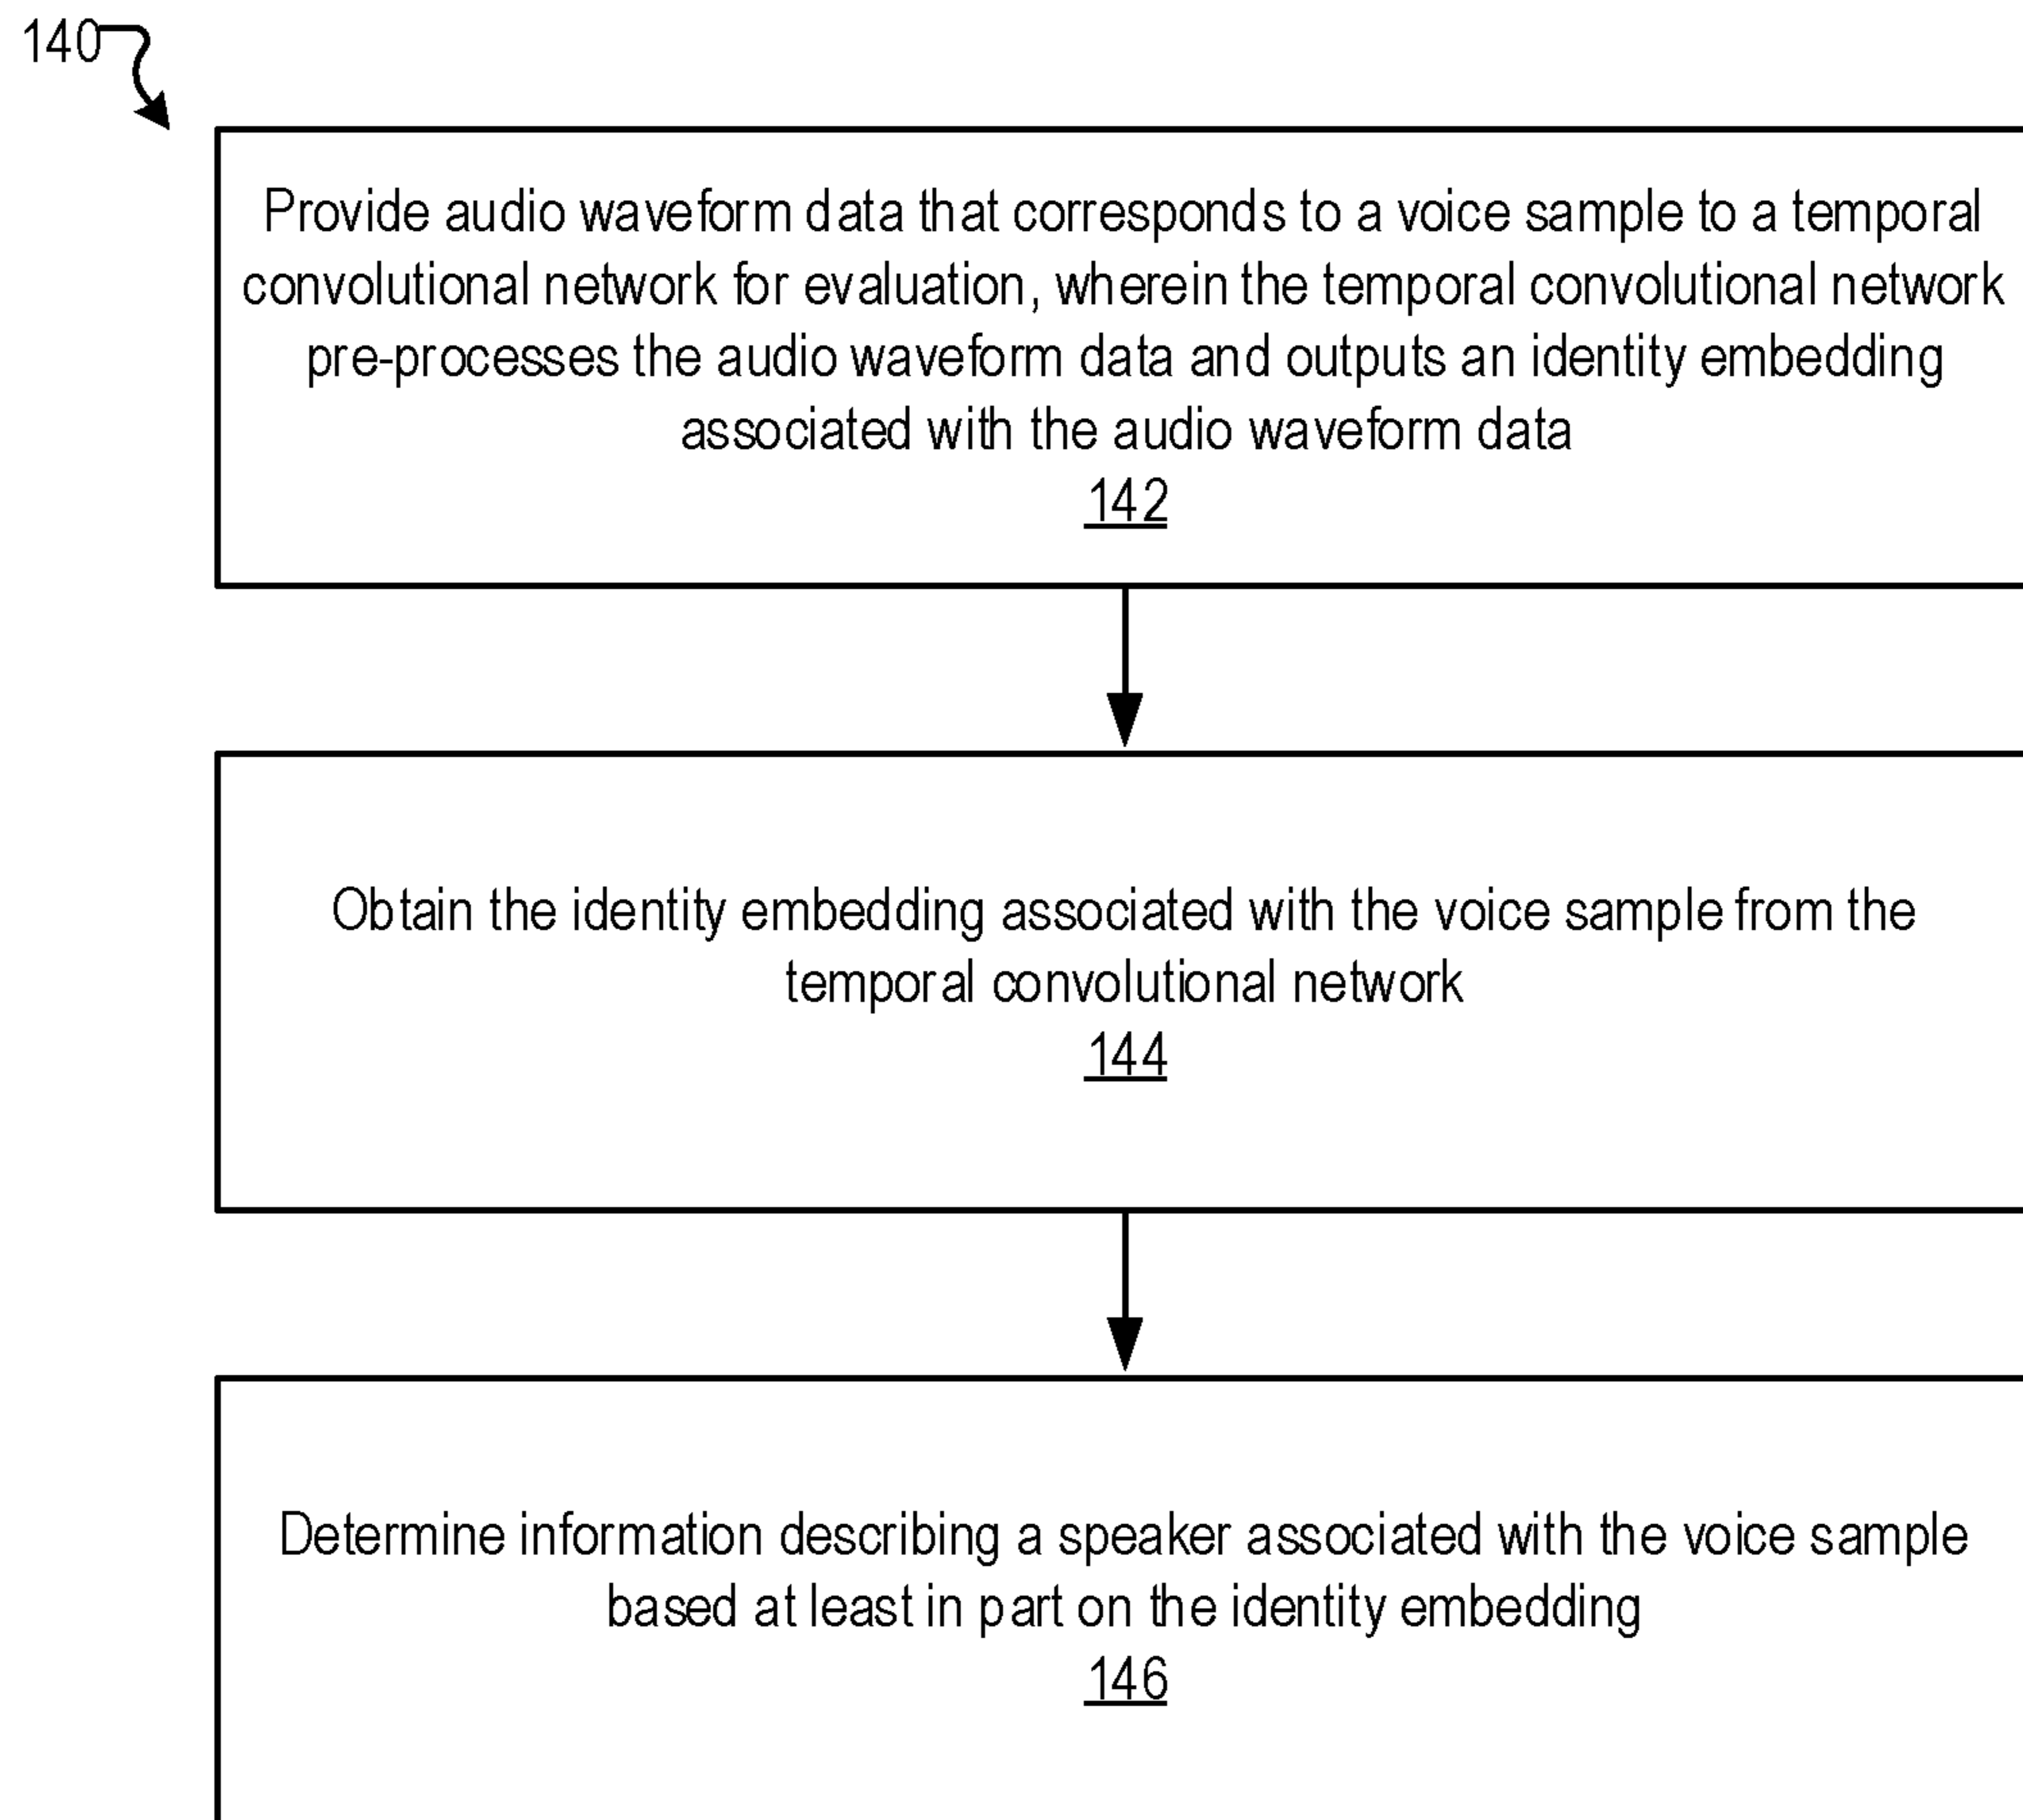 140
Provide audio waveform data that corresponds to a voice sample to a temporal
convolutional network for evaluation, wherein the temporal convolutional network
pre-processes the audio waveform data and outputs an identity embedding
associated with the audio waveform data
142
Obtain the identity embedding associated with the voice sample from the
temporal convolutional network
144
Determine information describing a speaker associated with the voice sample
based at least in part on the identity embedding
146